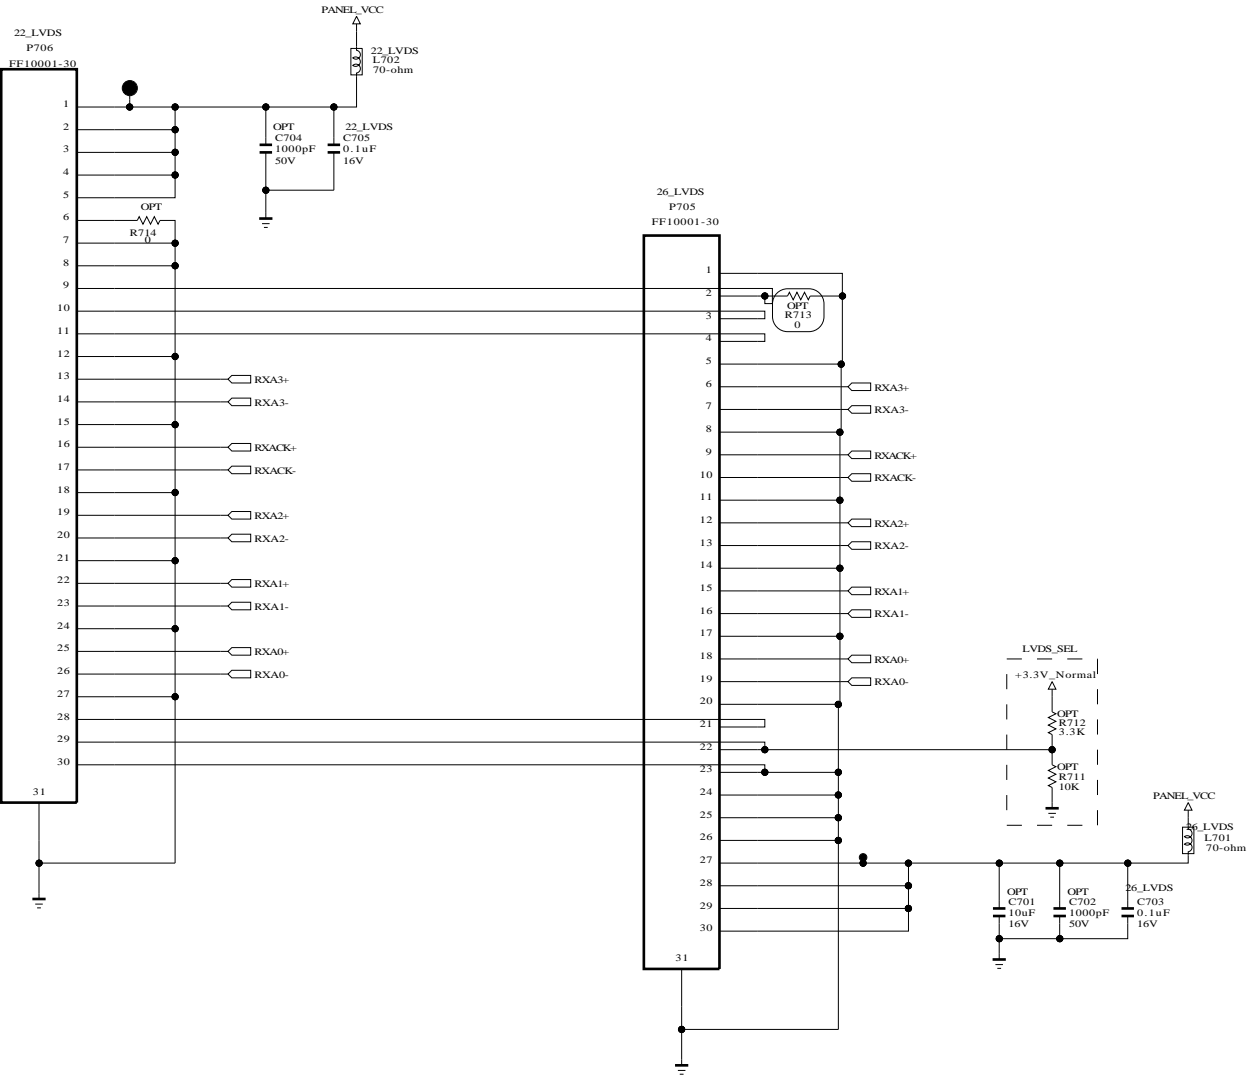 PANEL_VCC
22_LVDS
L702
70-ohm
22_LVDS
P706
FF10001-30
1
2
3
4
5
6
7
8
9
10
11
12
13
14
15
16
17
18
19
20
21
22
23
24
25
26
27
28
29
30
31
OPT
C704
1000pF
50V
22_LVDS
C705
0.1uF
16V
OPT
R714
0
RXA3+
RXA3-
RXACK+
RXACK-
RXA2+
RXA2-
RXA1+
RXA1-
RXA0+
RXA0-
26_LVDS
P705
FF10001-30
1
2
3
4
5
6
7
8
9
10
11
12
13
14
15
16
17
18
19
20
21
22
23
24
25
26
27
28
29
30
31
OPT
R713
0
RXA3+
RXA3-
RXACK+
RXACK-
RXA2+
RXA2-
RXA1+
RXA1-
RXA0+
RXA0-
LVDS_SEL
+3.3V_Normal
OPT
R712
3.3K
OPT
R711
10K
PANEL_VCC
26_LVDS
L701
70-ohm
OPT
C701
10uF
16V
OPT
C702
1000pF
50V
26_LVDS
C703
0.1uF
16V